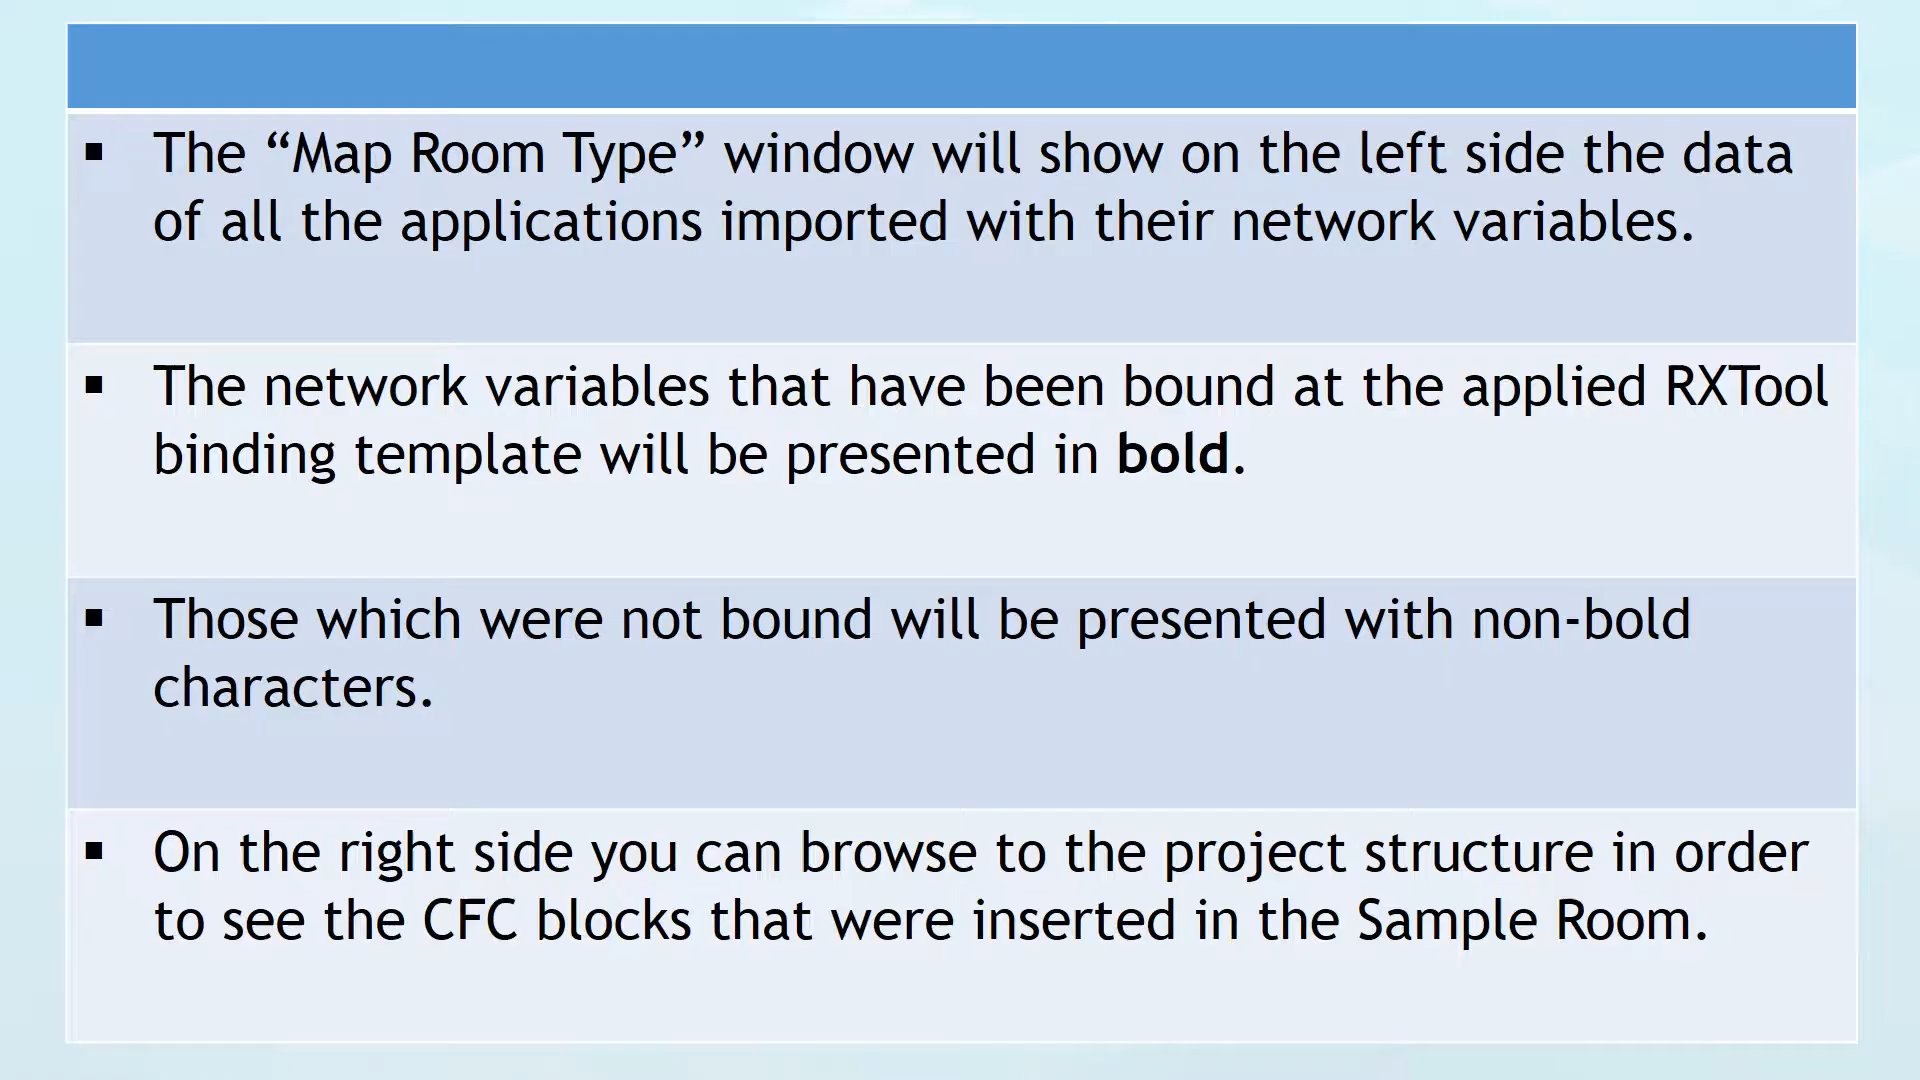 ▪ The “Map Room Type” window will show on the left side the data
of all the applications imported with their network variables.
▪ The network variables that have been bound at the applied RXTool
binding template will be presented in bold.
▪ Those which were not bound will be presented with non-bold
characters.
▪ On the right side you can browse to the project structure in order
to see the CFC blocks that were inserted in the Sample Room.